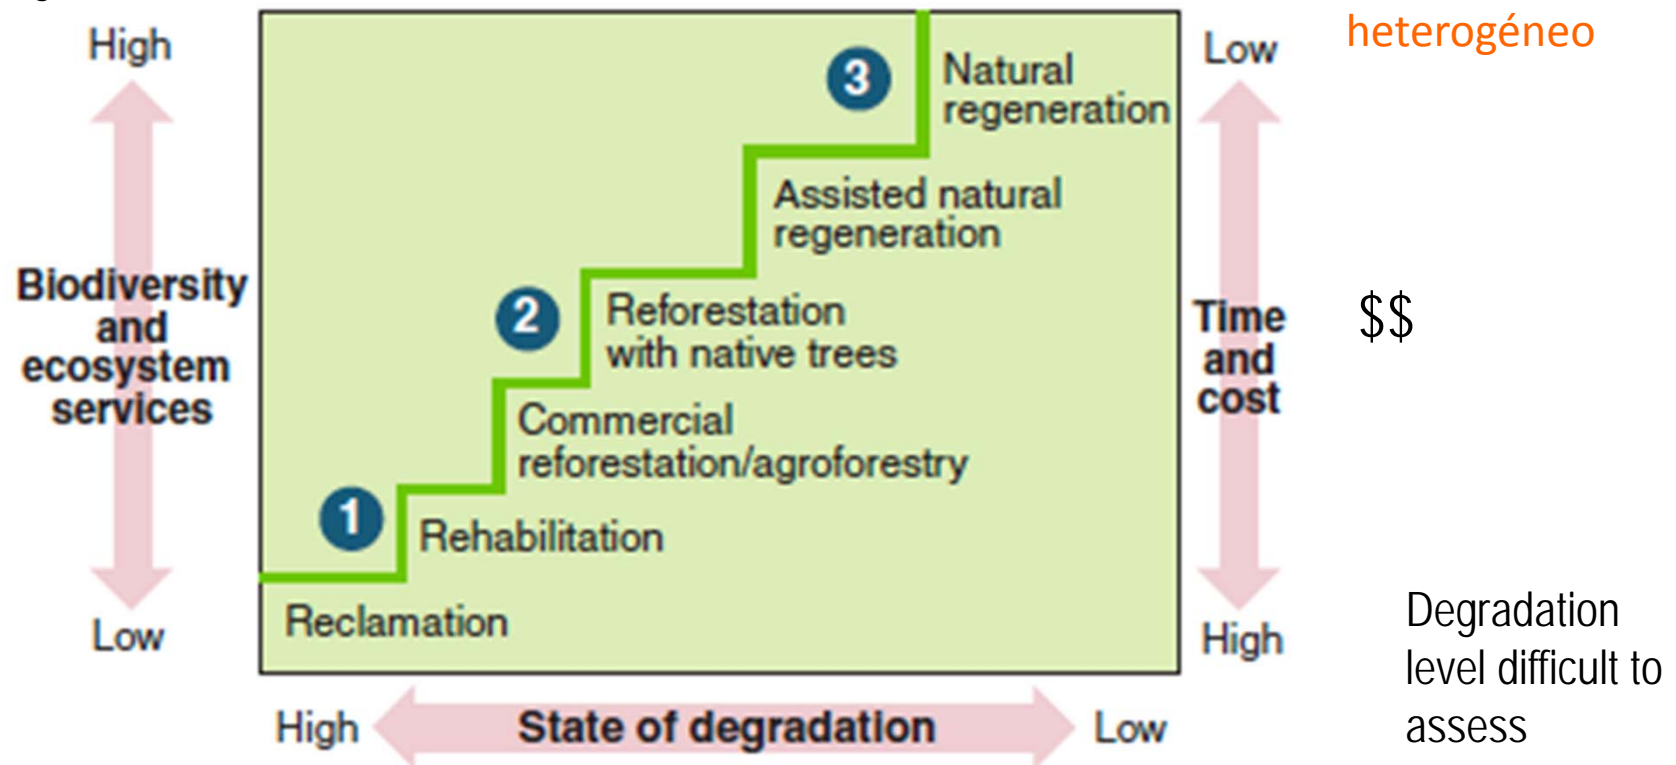 High
Low
heterogéneo
3
Natural
regeneration
Assisted natural
regeneration
Biodiversity
and
ecosystem
services
2
Reforestation
with native trees
Time
and
cost
$$
Commercial
reforestation/agroforestry
1
Rehabilitation
Reclamation
Low
High
Degradation
level difficult to
assess
High
State of degradation
Low